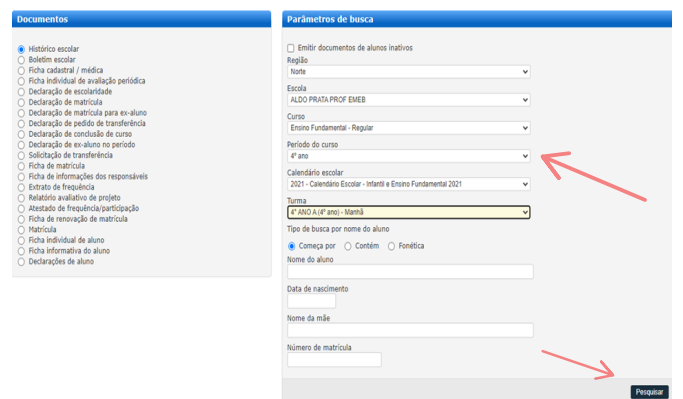 Documentos
Histórico escolar
Boletim escolar
Ficha cadastral / médica
Ficha individual de avaliação periódica
Declaração de escolaridade
Declaração de matrícula
Declaração de matrícula para ex-aluno
Declaração de pedido de transferência
Declaração de conclusão de curso
Declaração de ex-aluno no período
Solicitação de transferência
Ficha de matrícula
Ficha de informações dos responsáveis
Extrato de frequência
Relatório avaliativo de projeto
Atestado de frequência/participação
Ficha de renovação de matrícula
Matrícula
Ficha individual de aluno
Ficha informativa do aluno
Declarações de aluno
Parâmetros de busca
Emitir documentos de alunos inativos
Região
Norte
Escola
ALDO PRATA PROF EMEB
Curso
Ensino Fundamental - Regular
Período do curso
4º ano
Calendário escolar
2021 - Calendário Escolar - Infantil e Ensino Fundamental 2021
Turma
4° ANO A (4º ano) - Manhã
Tipo de busca por nome do aluno
Começa por Contém Fonética
Nome do aluno
Data de nascimento
Nome da mãe
Número de matrícula
Pesquisar